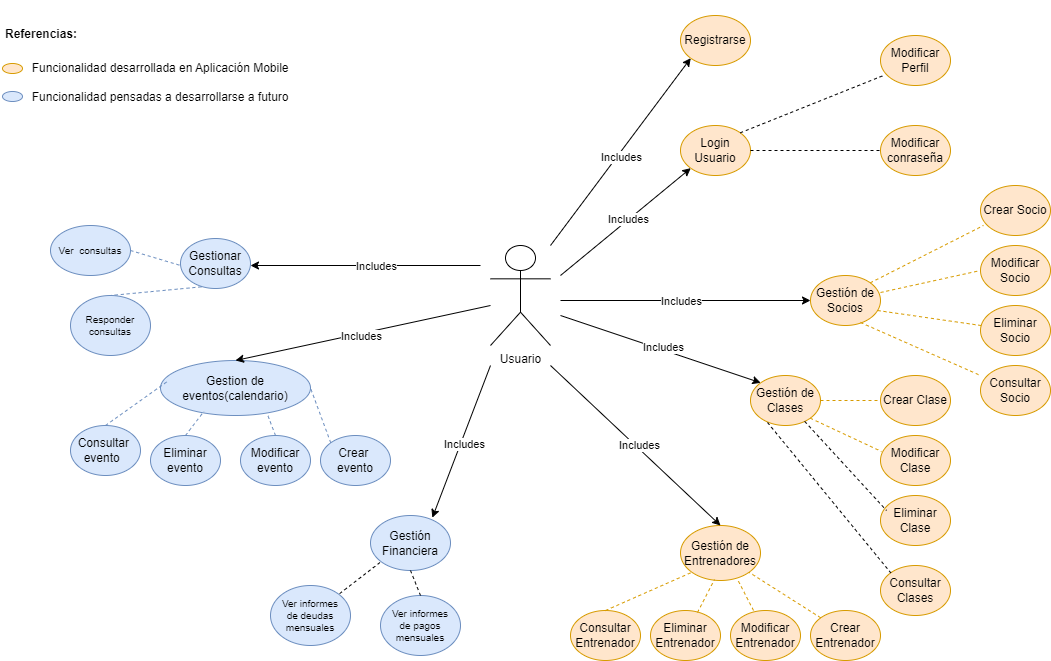 Referencias:
Funcionalidad desarrollada en Aplicación Mobile
Funcionalidad pensadas a desarrollarse a futuro
Registrarse
Modificar
Perfil
Login
Usuario
Modificar
conraseña
Includes
Includes
Crear Socio
Modificar
Socio
Gestión de
Socios
Eliminar
Socio
Consultar
Socio
Includes
Ver consultas
Gestionar
Consultas
Includes
Responder
consultas
Includes
Usuario
Includes
Gestion de
eventos(calendario)
Consultar
evento
Eliminar
evento
Modificar
evento
Crear
evento
Gestión de
Clases
Crear Clase
Modificar
Clase
Eliminar
Clase
Consultar
Clases
Includes
Includes
Gestión
Financiera
Ver informes
de deudas
mensuales
Ver informes
de pagos
mensuales
Gestión de
Entrenadores
Consultar
Entrenador
Eliminar
Entrenador
Modificar
Entrenador
Crear
Entrenador